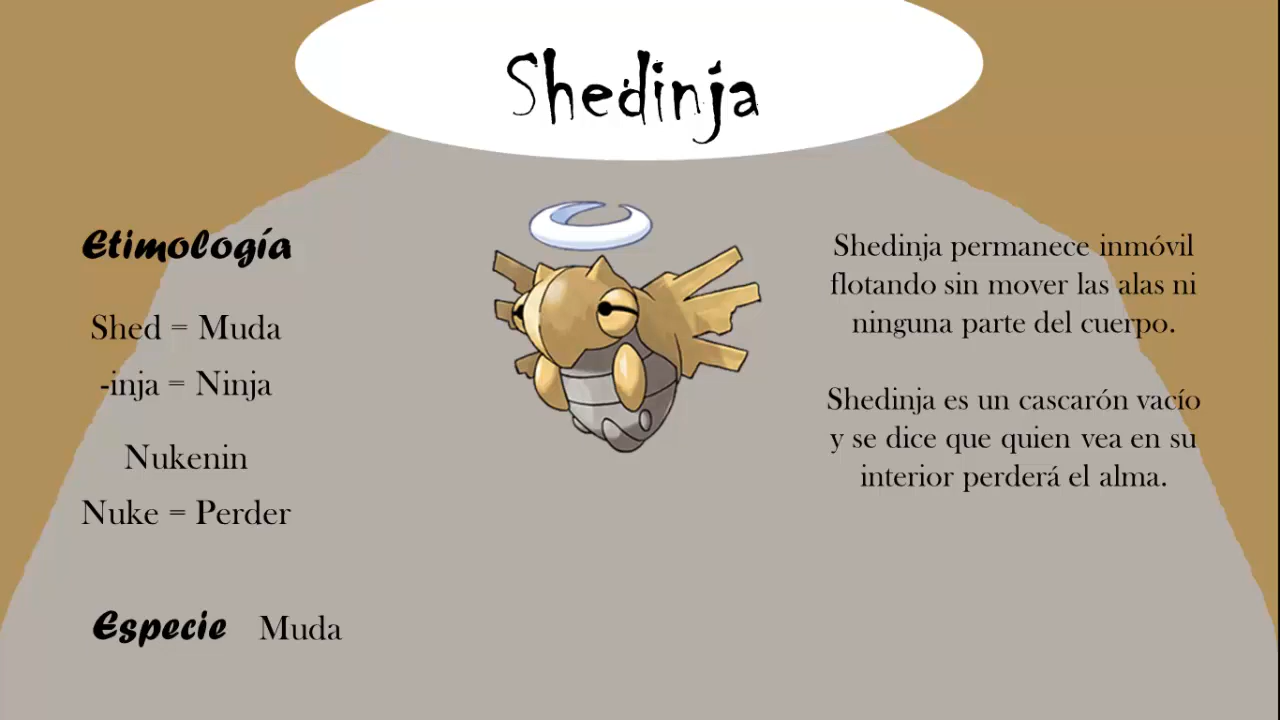 Shedinja
Etimología
Shed = Muda
-inja = Ninja
Nukenin
Nuke = Perder
Especie Muda
Shedinja permanece inmóvil
flotando sin mover las alas ni
ninguna parte del cuerpo.
Shedinja es un cascarón vacío
y se dice que quien vea en su
interior perderá el alma.